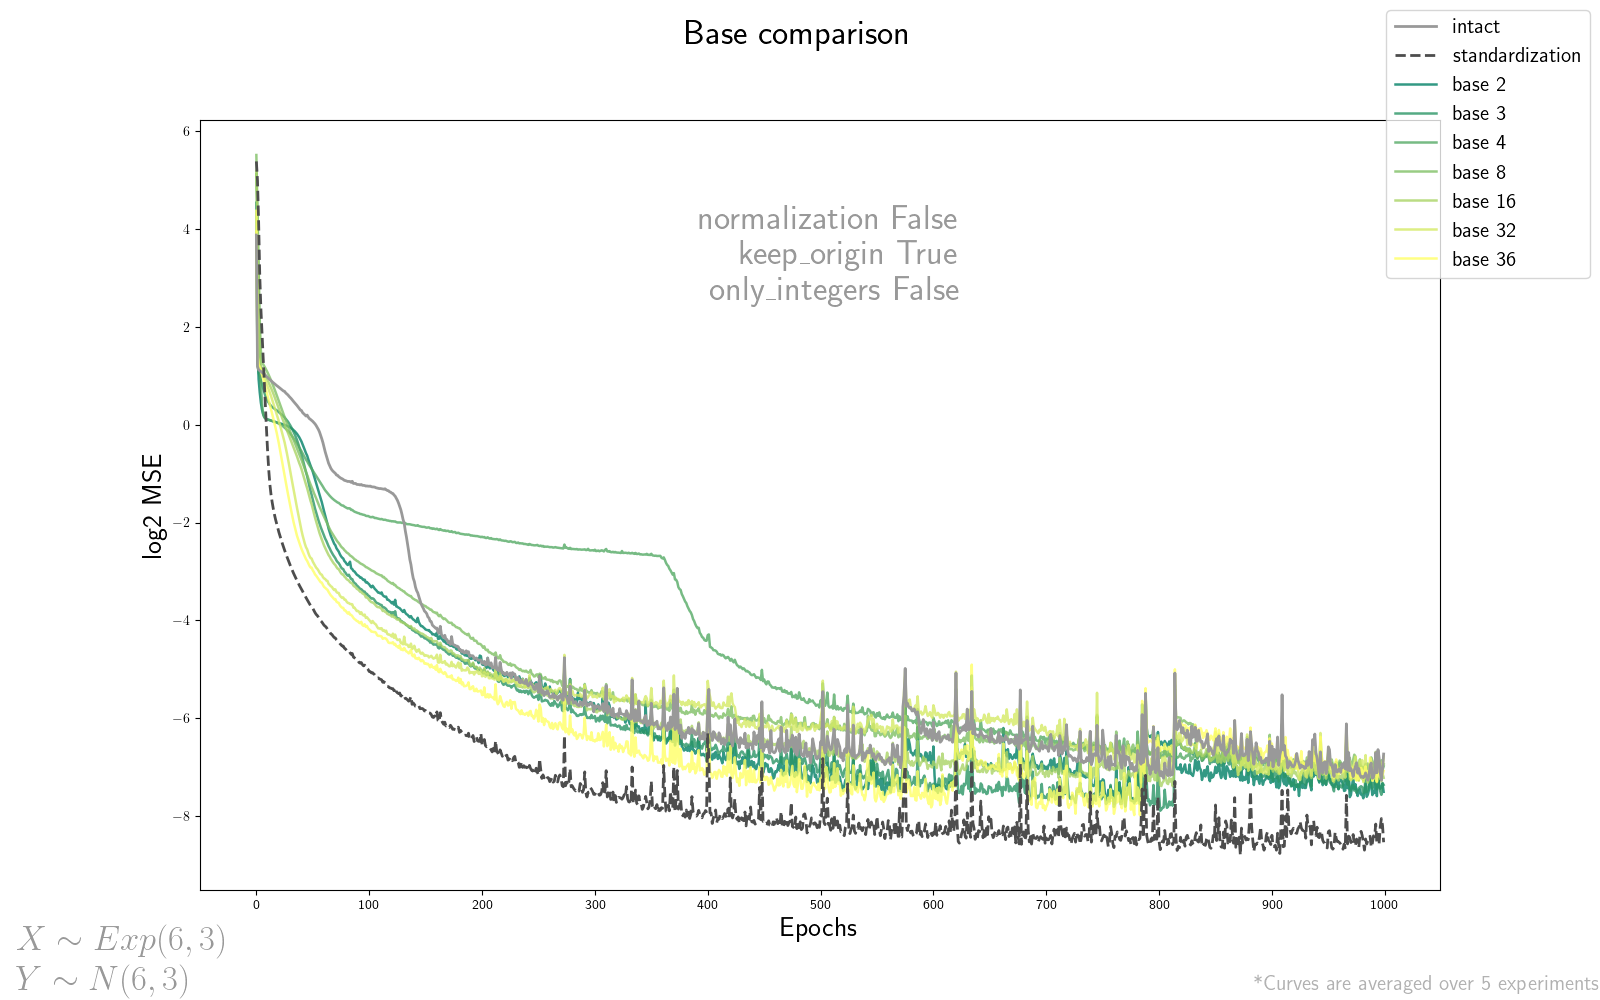 Base comparison
intact
standardization
base 2
base 3
base 4
base 8
base 16
base 32
base 36
normalization False
keep_origin True
only_integers False
log2 MSE
6
4
2
0
−2
−4
−6
−8
0 100 200 300 400 500 600 700 800 900 1000
Epochs
X ∼ Exp(6, 3)
Y ∼ N(6, 3)
*Curves are averaged over 5 experiments